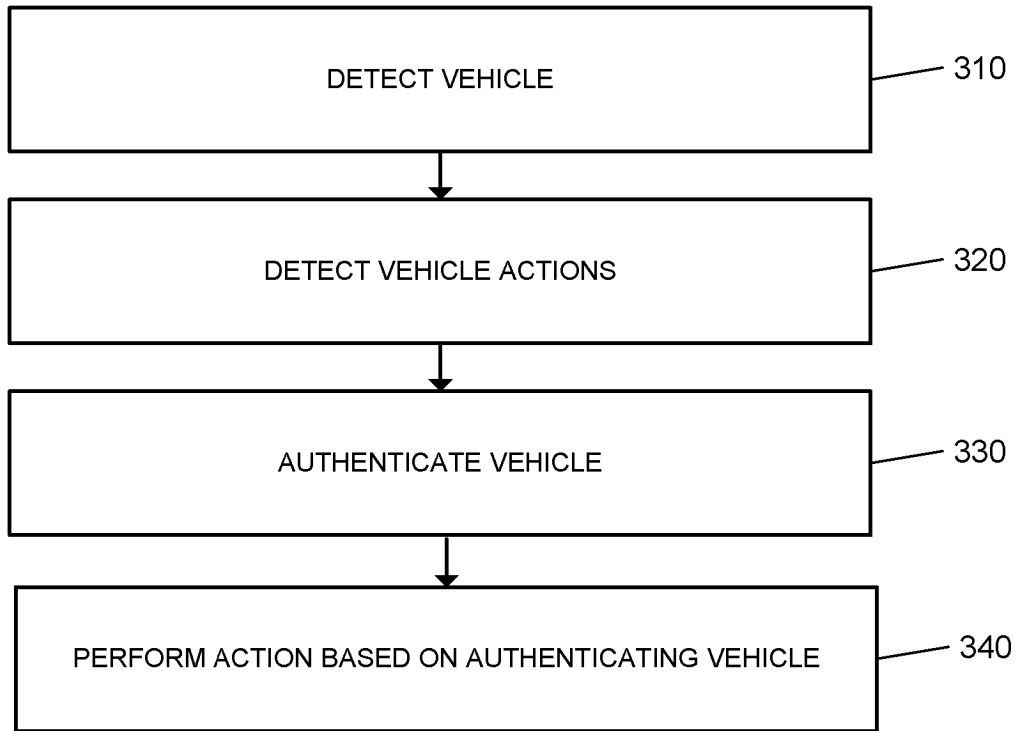 DETECT VEHICLE
310
DETECT VEHICLE ACTIONS
320
AUTHENTICATE VEHICLE
330
PERFORM ACTION BASED ON AUTHENTICATING VEHICLE
340